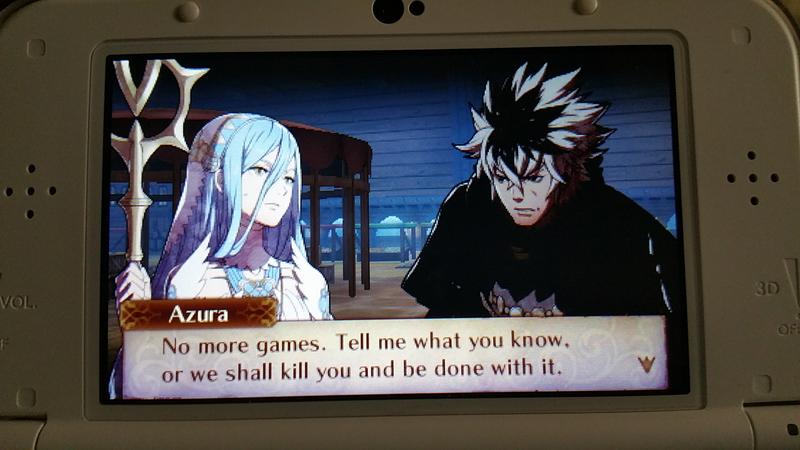 Azura
No more games. Tell me what you know,
or we shall kill you and be done with it.
VOL.
3D